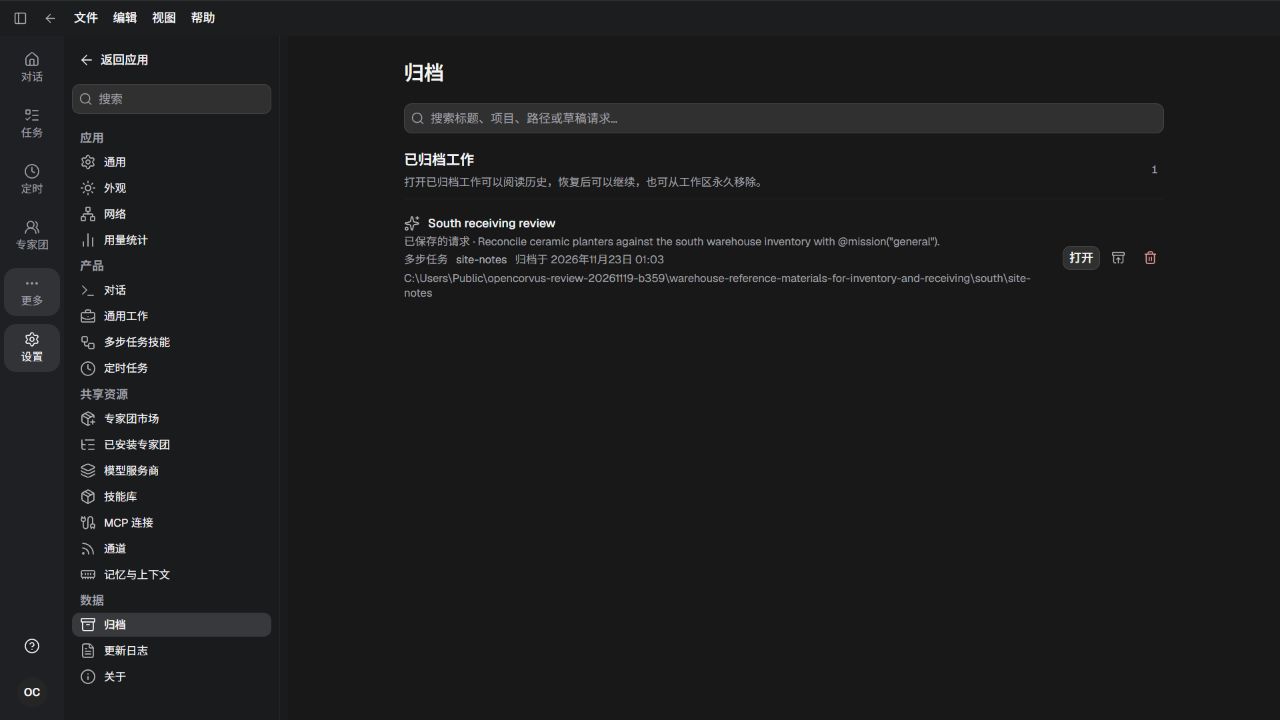 文件 编辑 视图 帮助
对话
任务
定时
专家团
更多
设置
OC
返回应用
搜索
应用
通用
外观
网络
用量统计
产品
对话
通用工作
多步任务技能
定时任务
共享资源
专家团市场
已安装专家团
模型服务商
技能库
MCP 连接
通道
记忆与上下文
数据
归档
更新日志
关于
归档
搜索标题、项目、路径或草稿请求...
已归档工作
打开已归档工作可以阅读历史，恢复后可以继续，也可从工作区永久移除。
1
South receiving review
已保存的请求 · Reconcile ceramic planters against the south warehouse inventory with @mission("general").
多步任务 site-notes 归档于 2026年11月23日 01:03
C:\Users\Public\opencorvus-review-20261119-b359\warehouse-reference-materials-for-inventory-and-receiving\south\site-
notes
打开